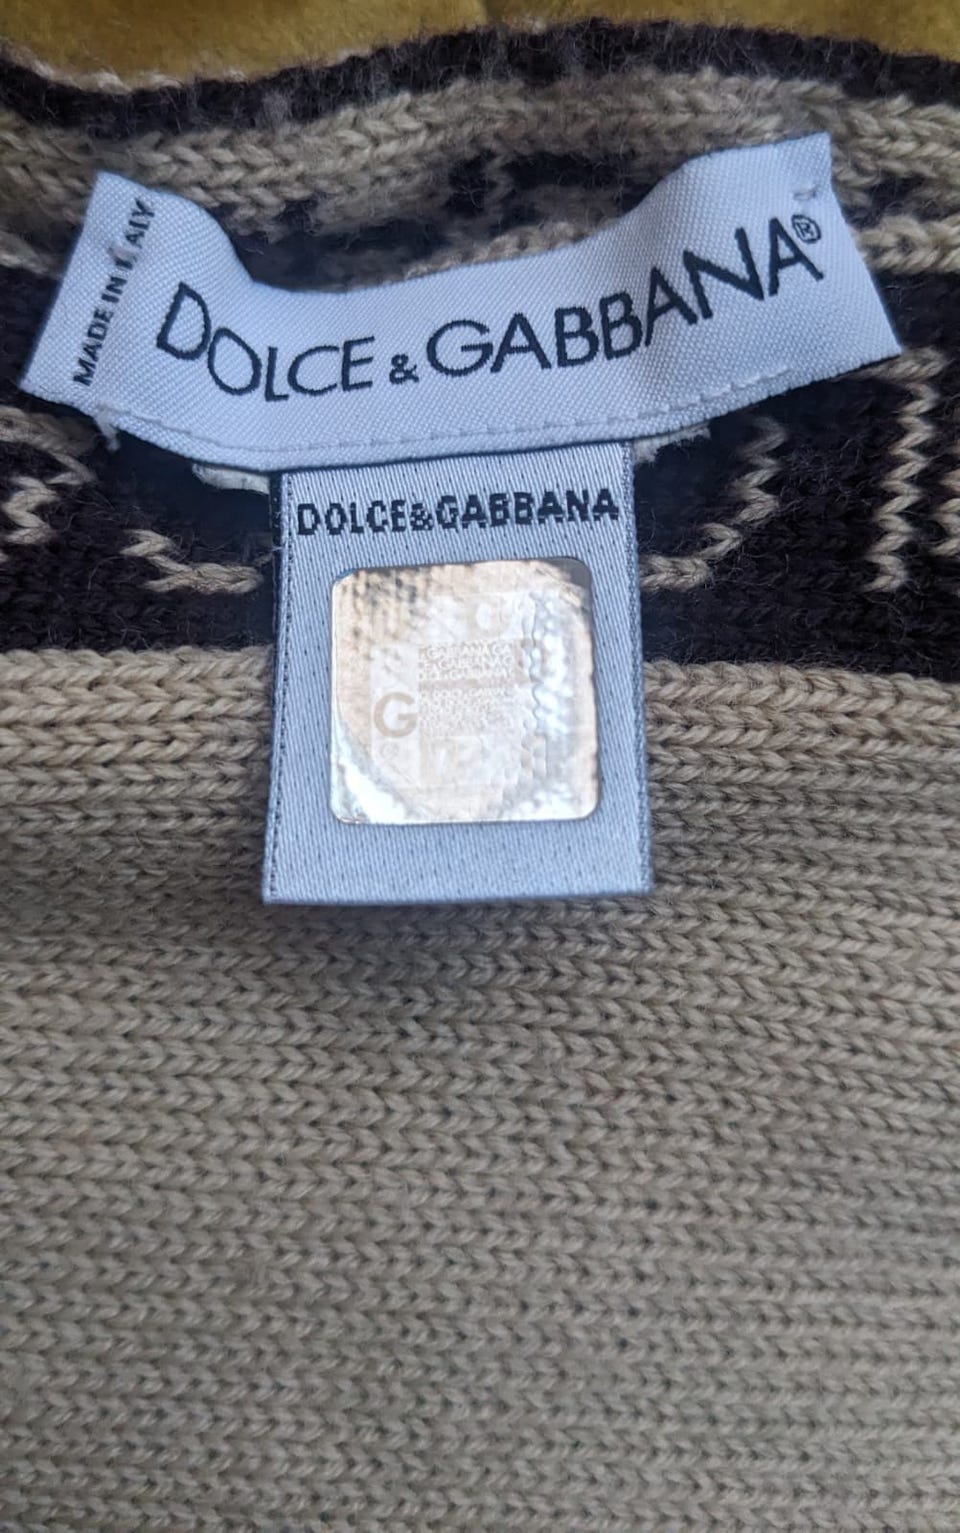 MADE IN ITALY
DOLCE & GABBANA®
DOLCE&GABBANA
G